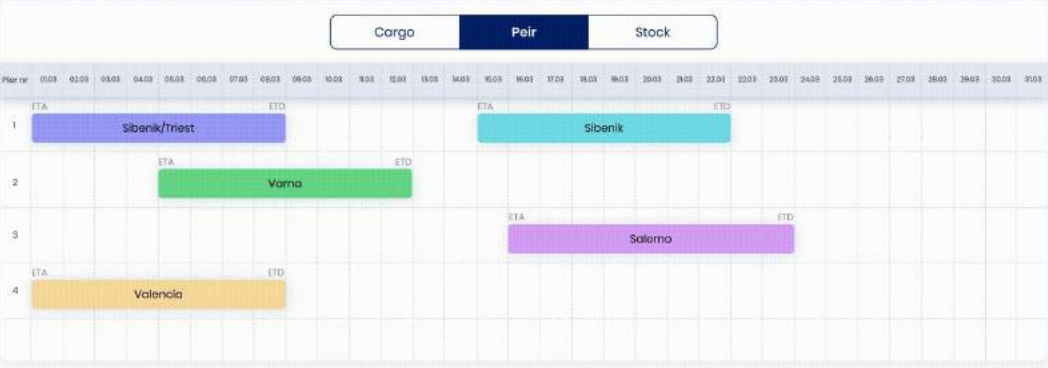 Cargo Peir Stock
Pier nr 01.03 02.03 03.03 04.03 05.03 06.03 07.03 08.03 09.03 10.03 11.03 12.03 13.03 14.03 15.03 16.03 17.03 18.03 19.03 20.03 21.03 22.03 22.03 23.03 24.03 25.03 26.03 27.03 28.03 29.03 30.03 31.03
ETA ETD ETA ETD
1 Sibenik/Triest Sibenik
ETA ETD
2 Varna
ETA ETD
3 Salerno
ETA ETD
4 Valencia